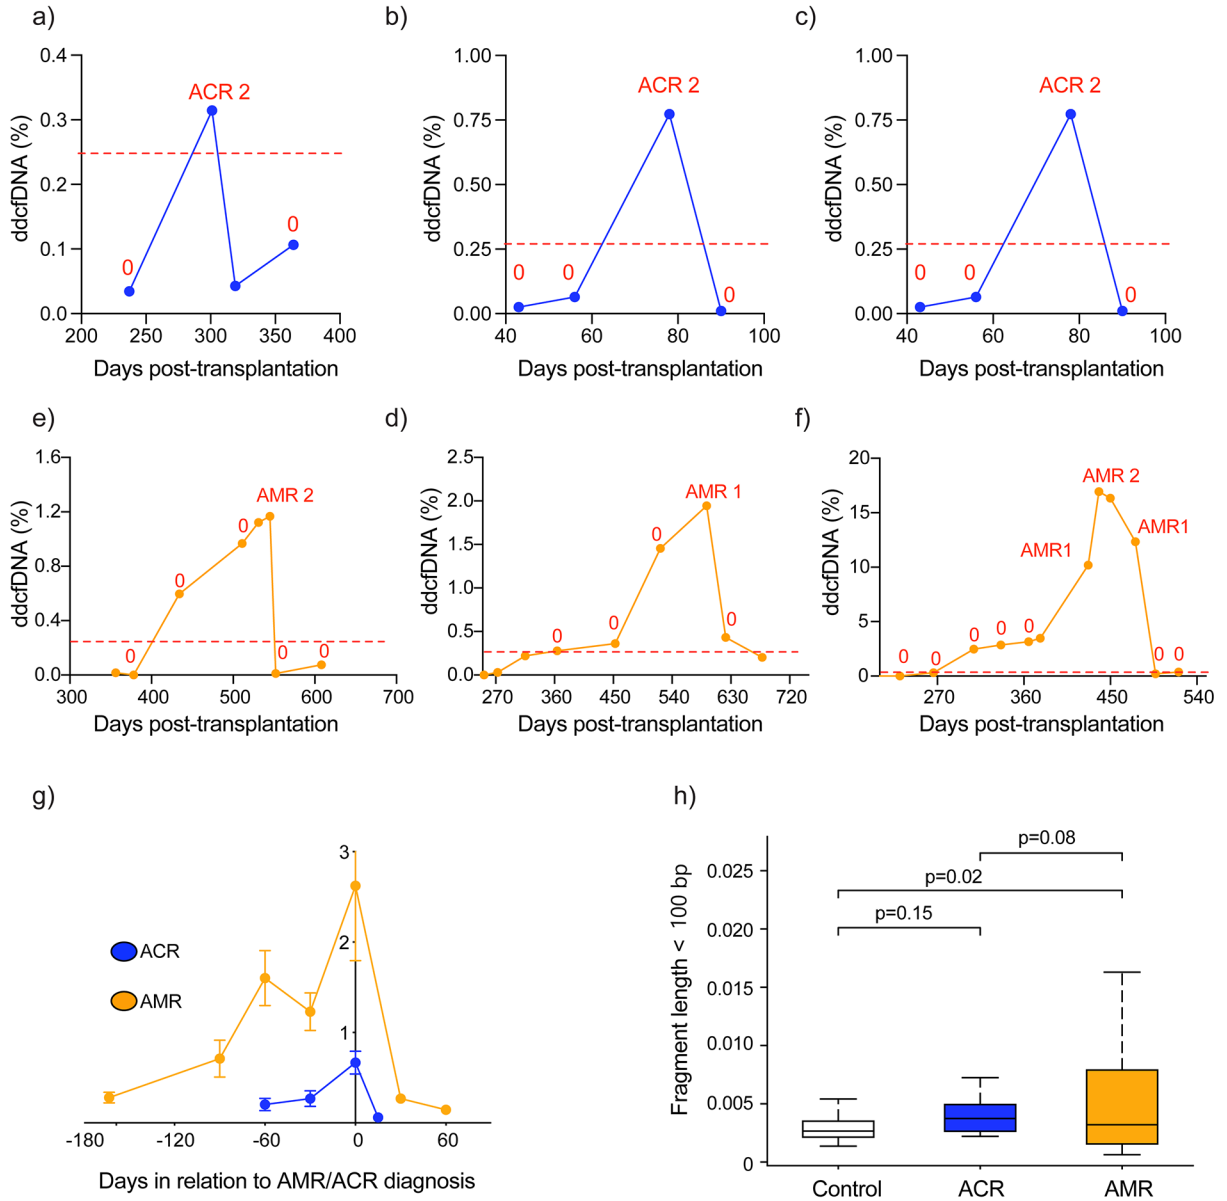 a)
b)
c)
0.4
0.3
0.2
0.1
0.0
ddcfDNA (%)
ACR 2
0
0
200
250
300
350
400
Days post-transplantation
1.00
0.75
0.50
0.25
0.00
ddcfDNA (%)
ACR 2
0
0
0
40
60
80
100
Days post-transplantation
1.00
0.75
0.50
0.25
0.00
ddcfDNA (%)
ACR 2
0
0
0
40
60
80
100
Days post-transplantation
e)
d)
f)
1.6
1.2
0.8
0.4
0.0
ddcfDNA (%)
AMR 2
0
0
0
0
0
300
400
500
600
700
Days post-transplantation
2.5
2.0
1.5
1.0
0.5
0.0
ddcfDNA (%)
AMR 1
0
0
0
0
270
360
450
540
630
720
Days post-transplantation
20
15
10
5
0
ddcfDNA (%)
AMR 2
AMR1
AMR1
0
0
0
0
0
0
0
270
360
450
540
Days post-transplantation
g)
3
2
1
ACR
AMR
-180
-120
-60
0
60
Days in relation to AMR/ACR diagnosis
h)
Fragment length < 100 bp
0.025
0.020
0.015
0.010
0.005
0
p=0.08
p=0.02
p=0.15
Control
ACR
AMR